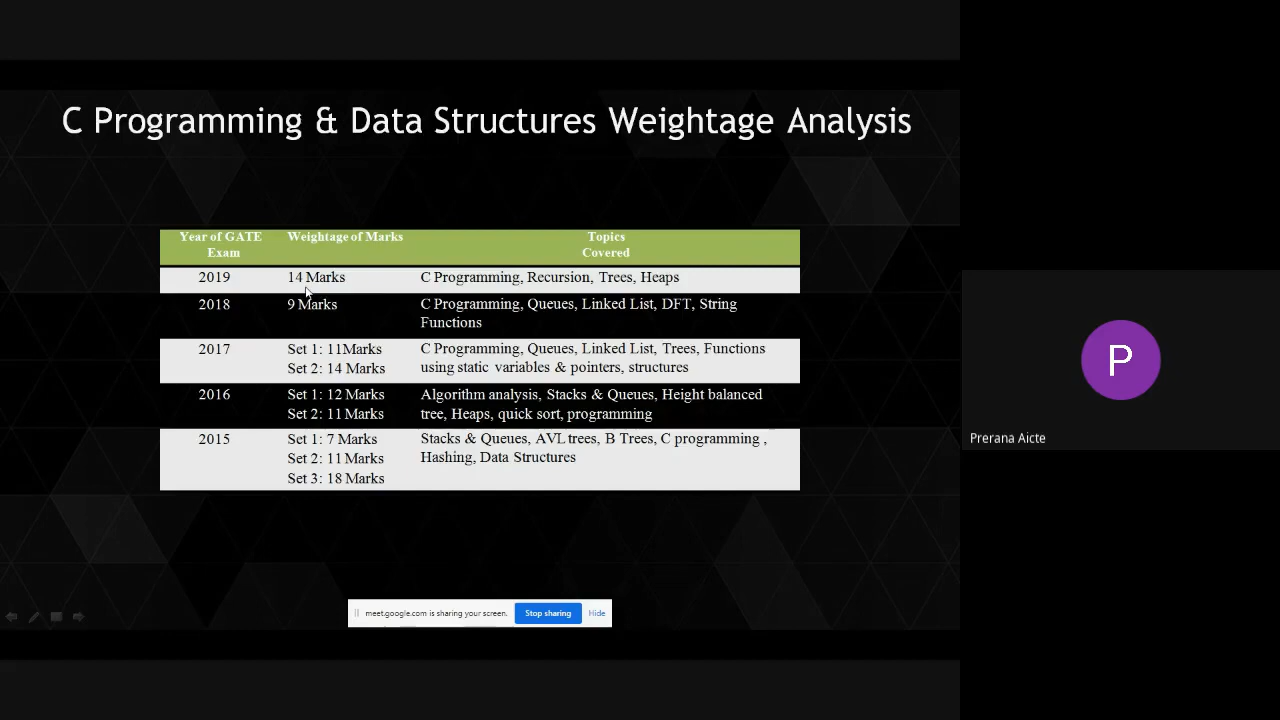 C Programming & Data Structures Weightage Analysis
Year of GATE Exam Weightage of Marks Topics Covered
2019 14 Marks C Programming, Recursion, Trees, Heaps
2018 9 Marks C Programming, Queues, Linked List, DFT, String
Functions
2017 Set 1: 11Marks C Programming, Queues, Linked List, Trees, Functions
Set 2: 14 Marks using static variables & pointers, structures
2016 Set 1: 12 Marks Algorithm analysis, Stacks & Queues, Height balanced
Set 2: 11 Marks tree, Heaps, quick sort, programming
2015 Set 1: 7 Marks Stacks & Queues, AVL trees, B Trees, C programming ,
Set 2: 11 Marks Hashing, Data Structures
Set 3: 18 Marks
meet.google.com is sharing your screen. Stop sharing Hide
P
Prerana Aicte